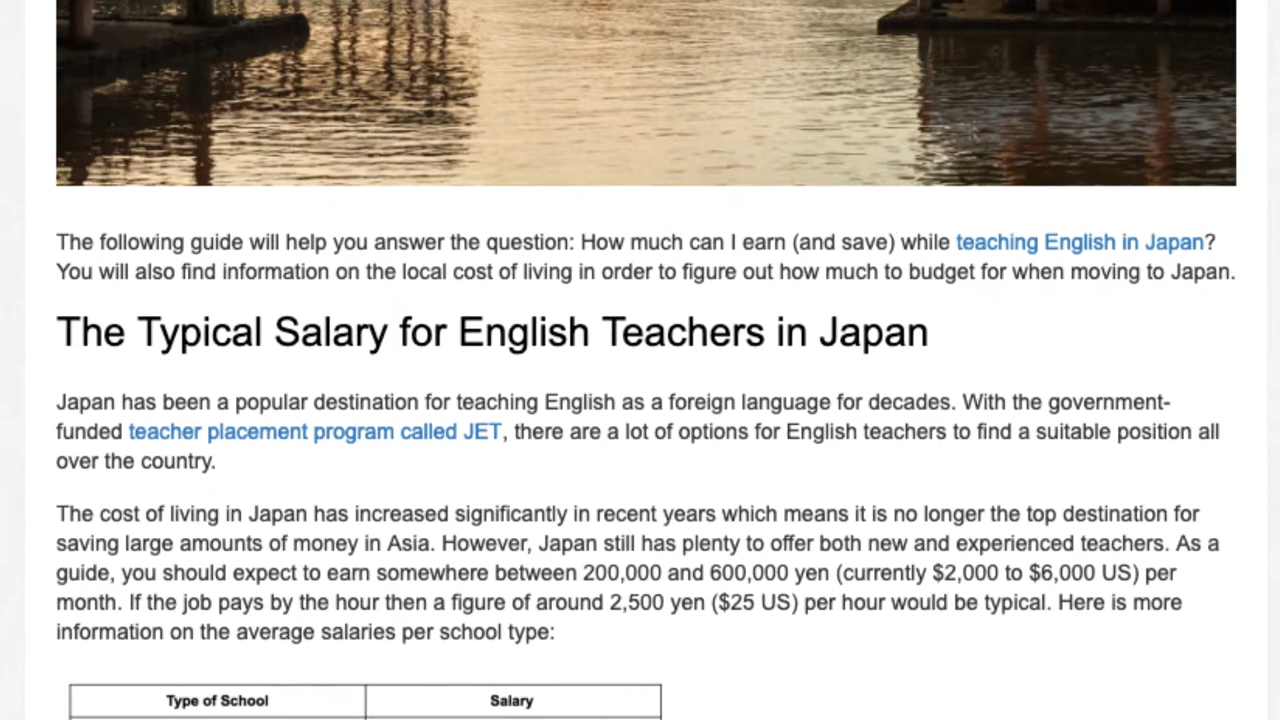 The following guide will help you answer the question: How much can I earn (and save) while teaching English in Japan?
You will also find information on the local cost of living in order to figure out how much to budget for when moving to Japan.
The Typical Salary for English Teachers in Japan
Japan has been a popular destination for teaching English as a foreign language for decades. With the government-
funded teacher placement program called JET, there are a lot of options for English teachers to find a suitable position all
over the country.
The cost of living in Japan has increased significantly in recent years which means it is no longer the top destination for
saving large amounts of money in Asia. However, Japan still has plenty to offer both new and experienced teachers. As a
guide, you should expect to earn somewhere between 200,000 and 600,000 yen (currently $2,000 to $6,000 US) per
month. If the job pays by the hour then a figure of around 2,500 yen ($25 US) per hour would be typical. Here is more
information on the average salaries per school type:
Type of School Salary